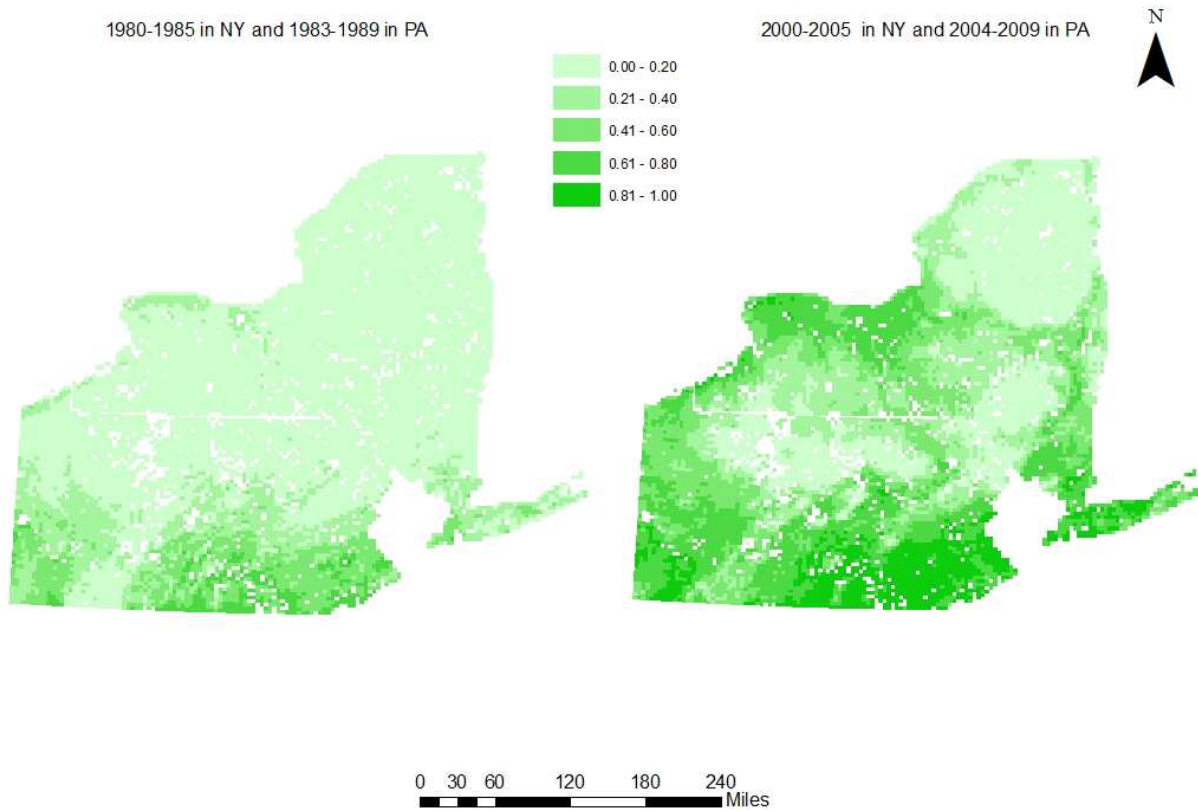 1980-1985 in NY and 1983-1989 in PA
2000-2005 in NY and 2004-2009 in PA
N
0.00 - 0.20
0.21 - 0.40
0.41 - 0.60
0.61 - 0.80
0.81 - 1.00
0 30 60 120 180 240
Miles